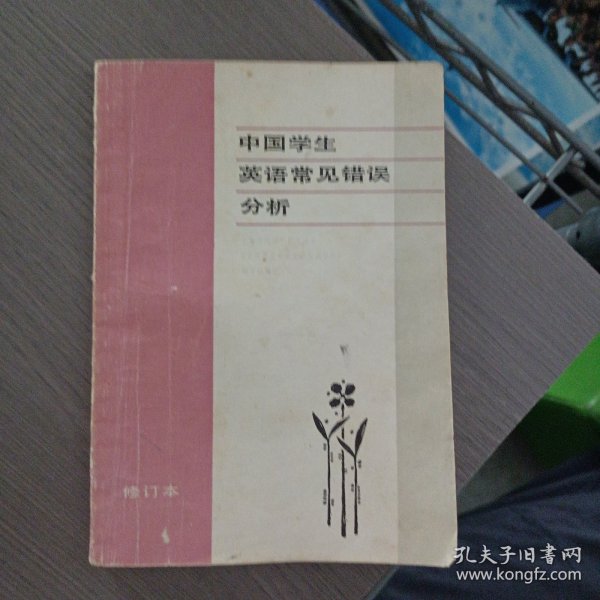 中国学生
英语常见错误
分析
修订本
孔夫子旧书网
www.kongfz.com